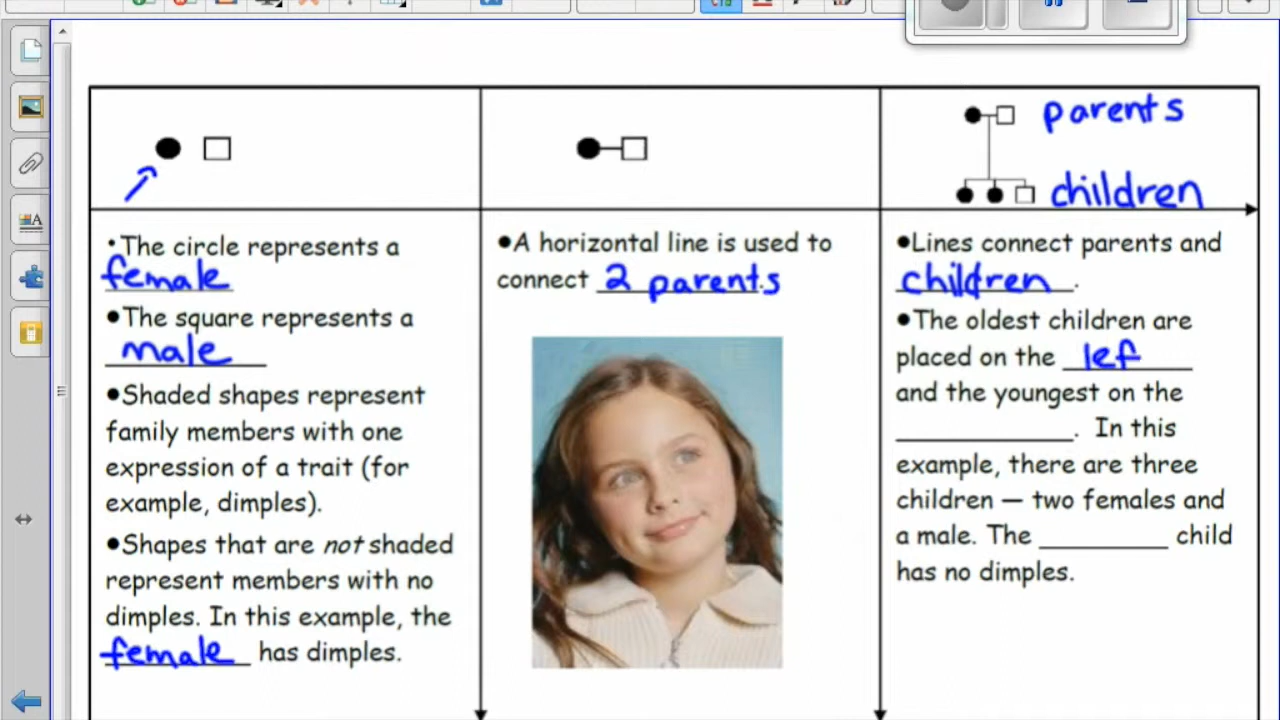 parents
children
•The circle represents a
female
•The square represents a
male
•Shaded shapes represent
family members with one
expression of a trait (for
example, dimples).
•Shapes that are not shaded
represent members with no
dimples. In this example, the
female has dimples.
•A horizontal line is used to
connect 2 parents.
•Lines connect parents and
children.
•The oldest children are
placed on the lef
and the youngest on the
____________. In this
example, there are three
children — two females and
a male. The _________ child
has no dimples.